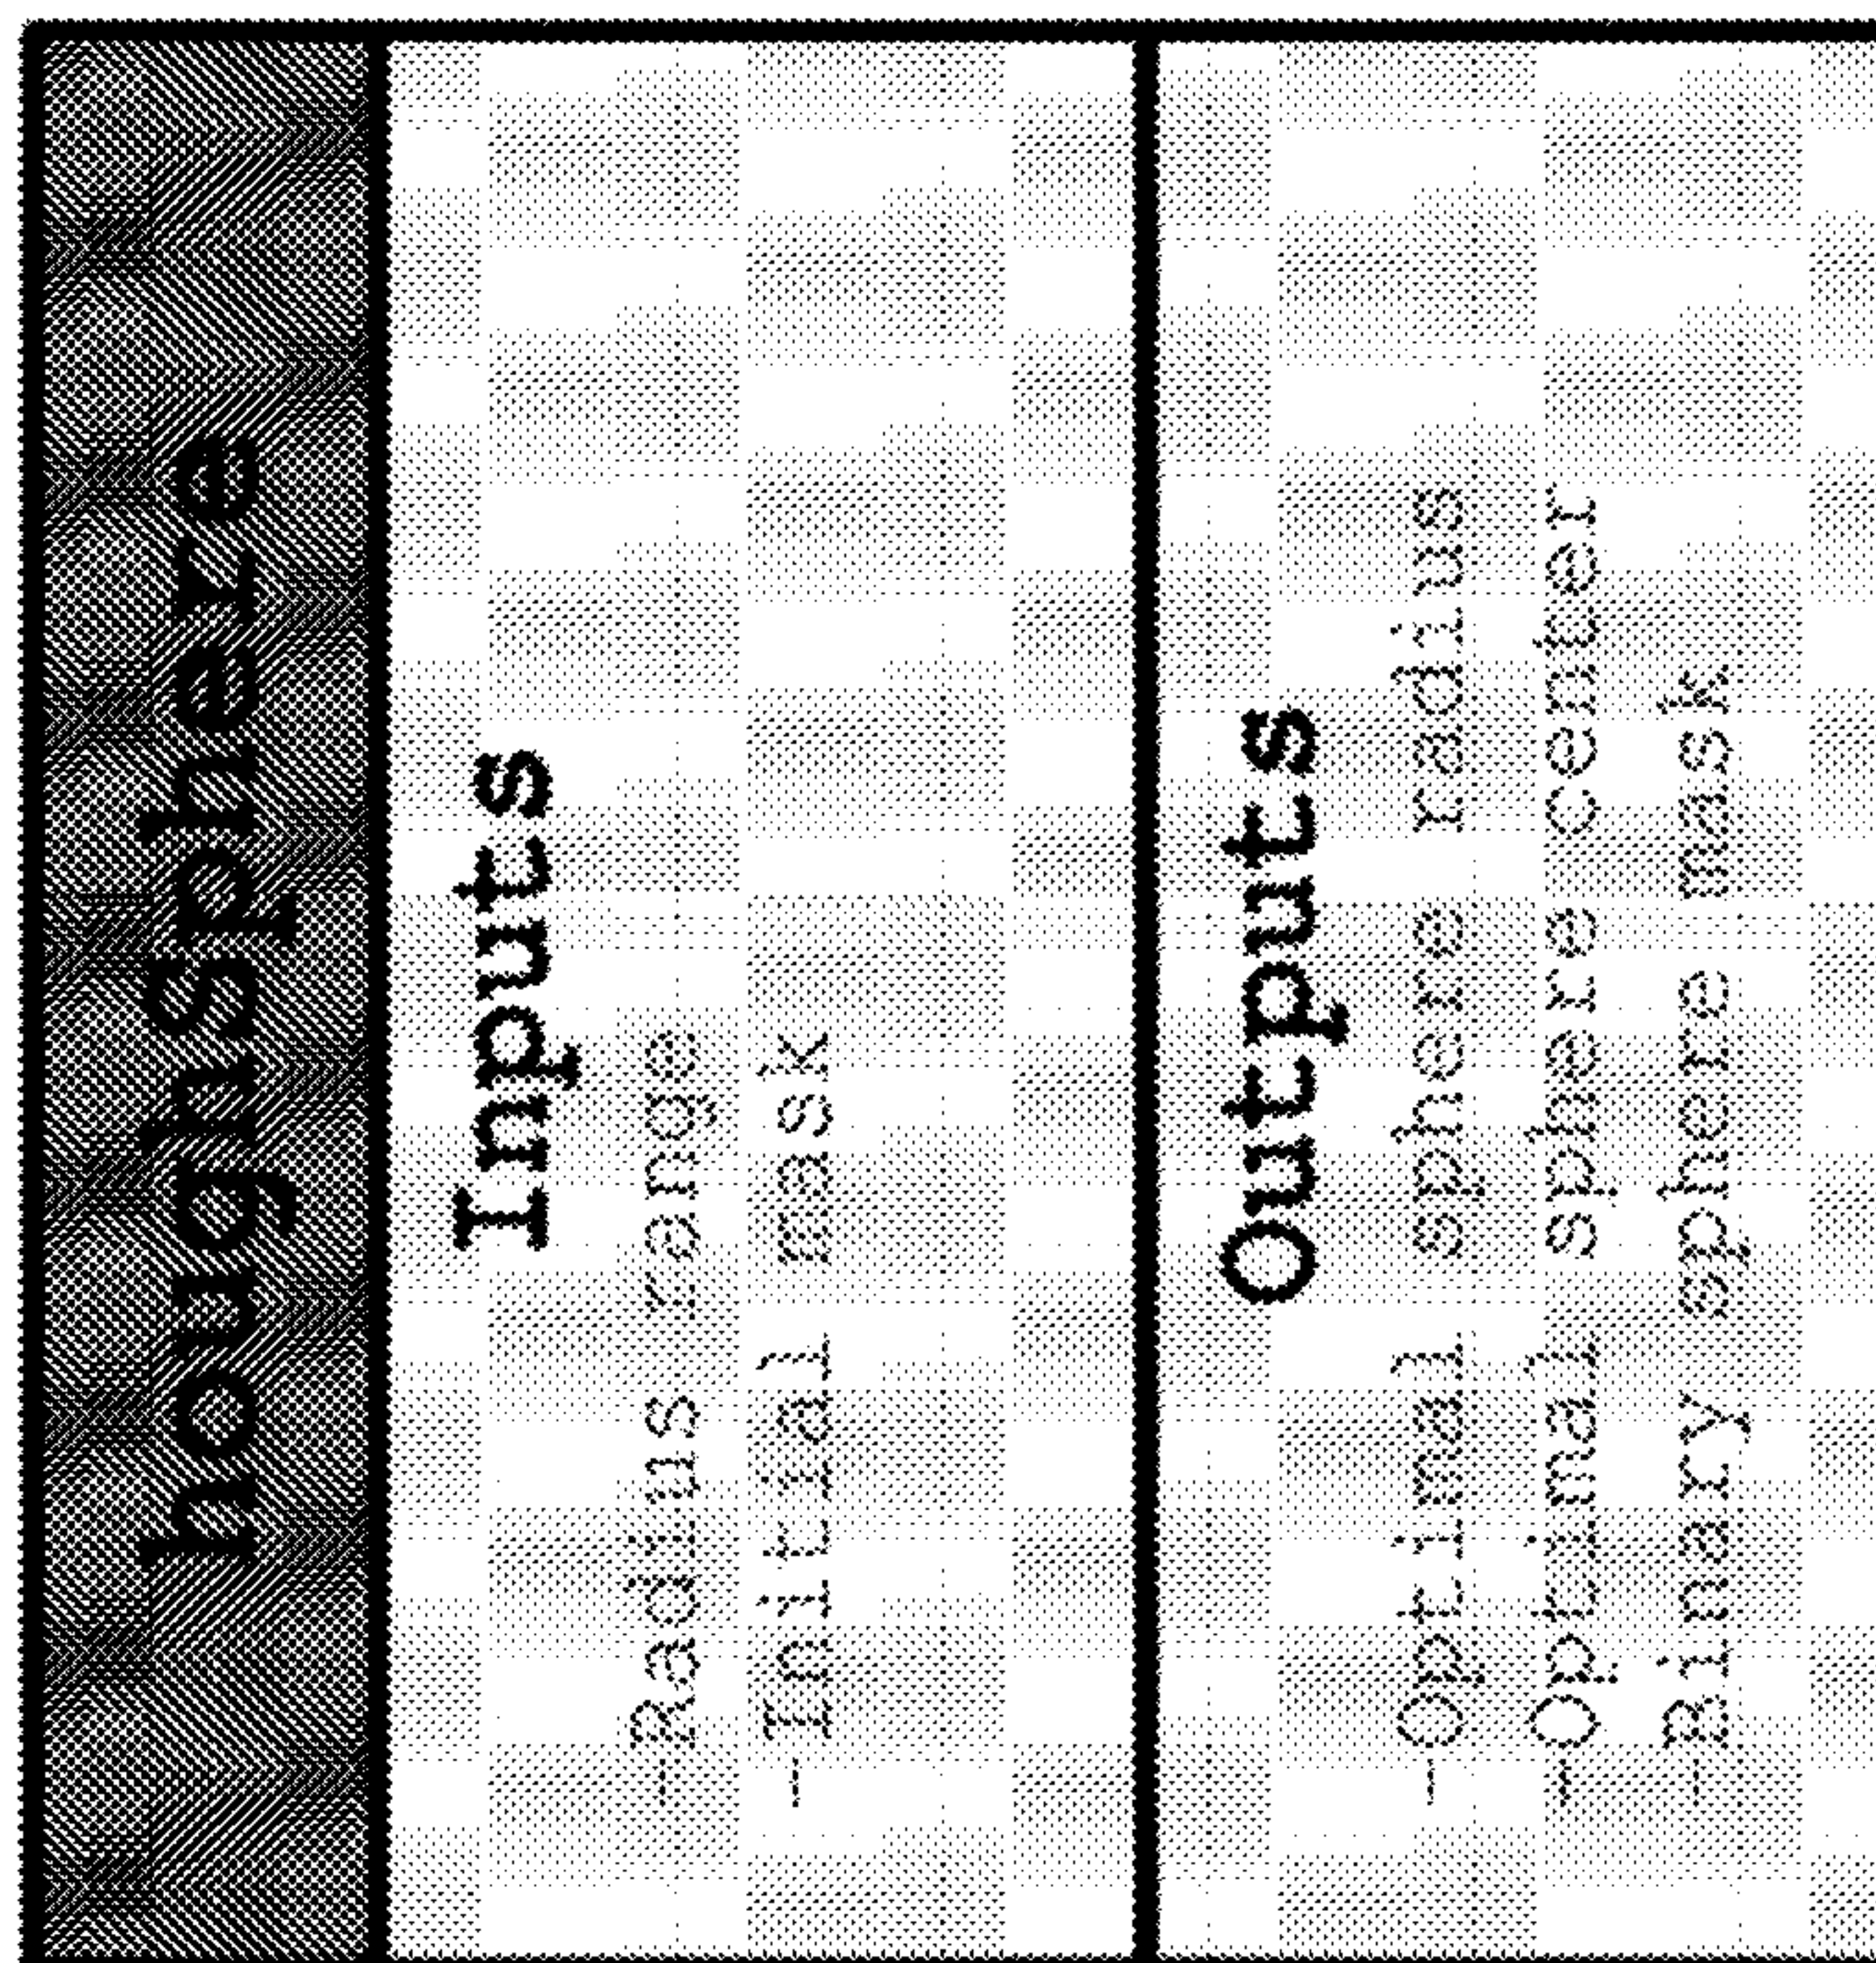 houghSphere
Inputs
-Radius range
-Initial mask
Outputs
-Optimal sphere radius
-Optimal sphere center
-Binary sphere mask